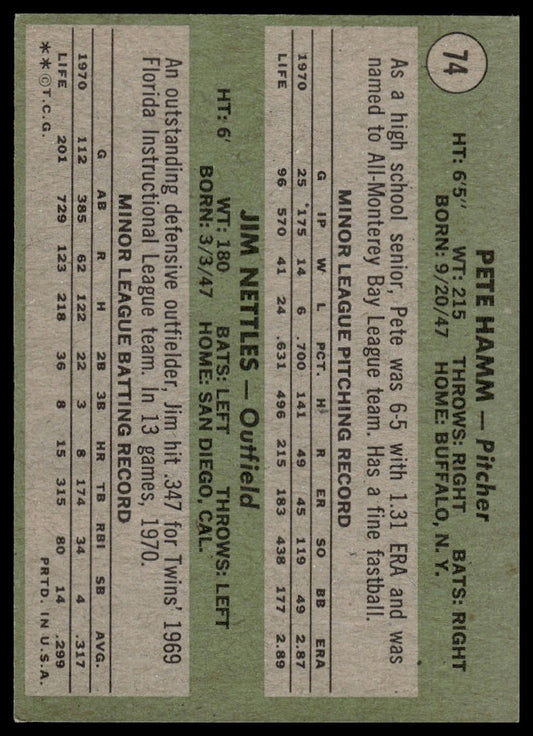 74
PETE HAMM — Pitcher
HT: 6'5" WT: 215 THROWS: RIGHT BATS: RIGHT
BORN: 9/20/47 HOME: BUFFALO, N. Y.
As a high school senior, Pete was 6-5 with 1.31 ERA and was
named to All-Monterey Bay League team. Has a fine fastball.
MINOR LEAGUE PITCHING RECORD
G IP W L PCT. H R ER SO BB ERA
1970 25 175 14 6 .700 141 49 45 119 49 2.87
LIFE 96 570 41 24 .631 496 215 183 438 177 2.89
JIM NETTLES — Outfield
HT: 6' WT: 180 BATS: LEFT THROWS: LEFT
BORN: 3/3/47 HOME: SAN DIEGO, CAL.
An outstanding defensive outfielder, Jim hit .347 for Twins' 1969
Florida Instructional League team. In 13 games, 1970.
MINOR LEAGUE BATTING RECORD
G AB R H 2B 3B HR TB RBI SB AVG.
1970 112 385 62 122 22 3 8 174 34 4 .317
LIFE 201 729 123 218 36 8 15 315 80 14 .299
**©T.C.G. PRTD. IN U.S.A.